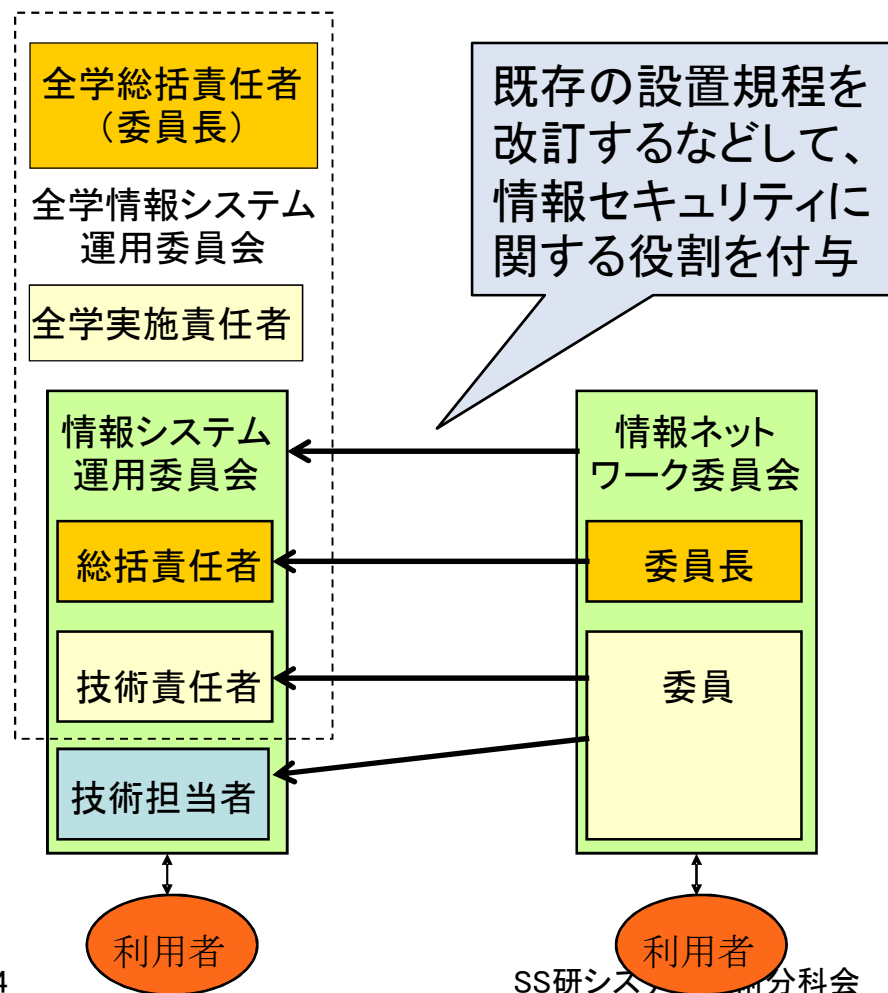 全学総括責任者
（委員長）
全学情報システム
運用委員会
全学実施責任者
既存の設置規程を
改訂するなどして、
情報セキュリティに
関する役割を付与
情報システム
運用委員会
総括責任者
技術責任者
技術担当者
利用者
情報ネット
ワーク委員会
委員長
委員
利用者
4
SS研シス
分科会